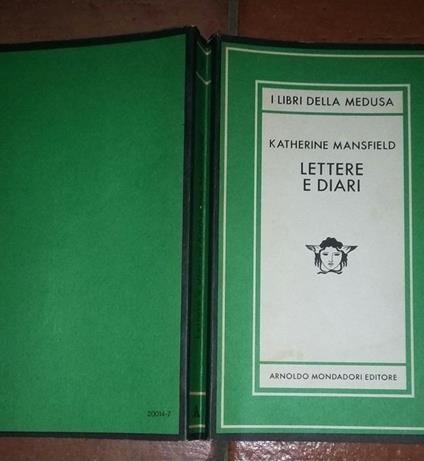 I LIBRI DELLA MEDUSA
KATHERINE MANSFIELD
LETTERE
E DIARI
ARNOLDO MONDADORI EDITORE
20014-7